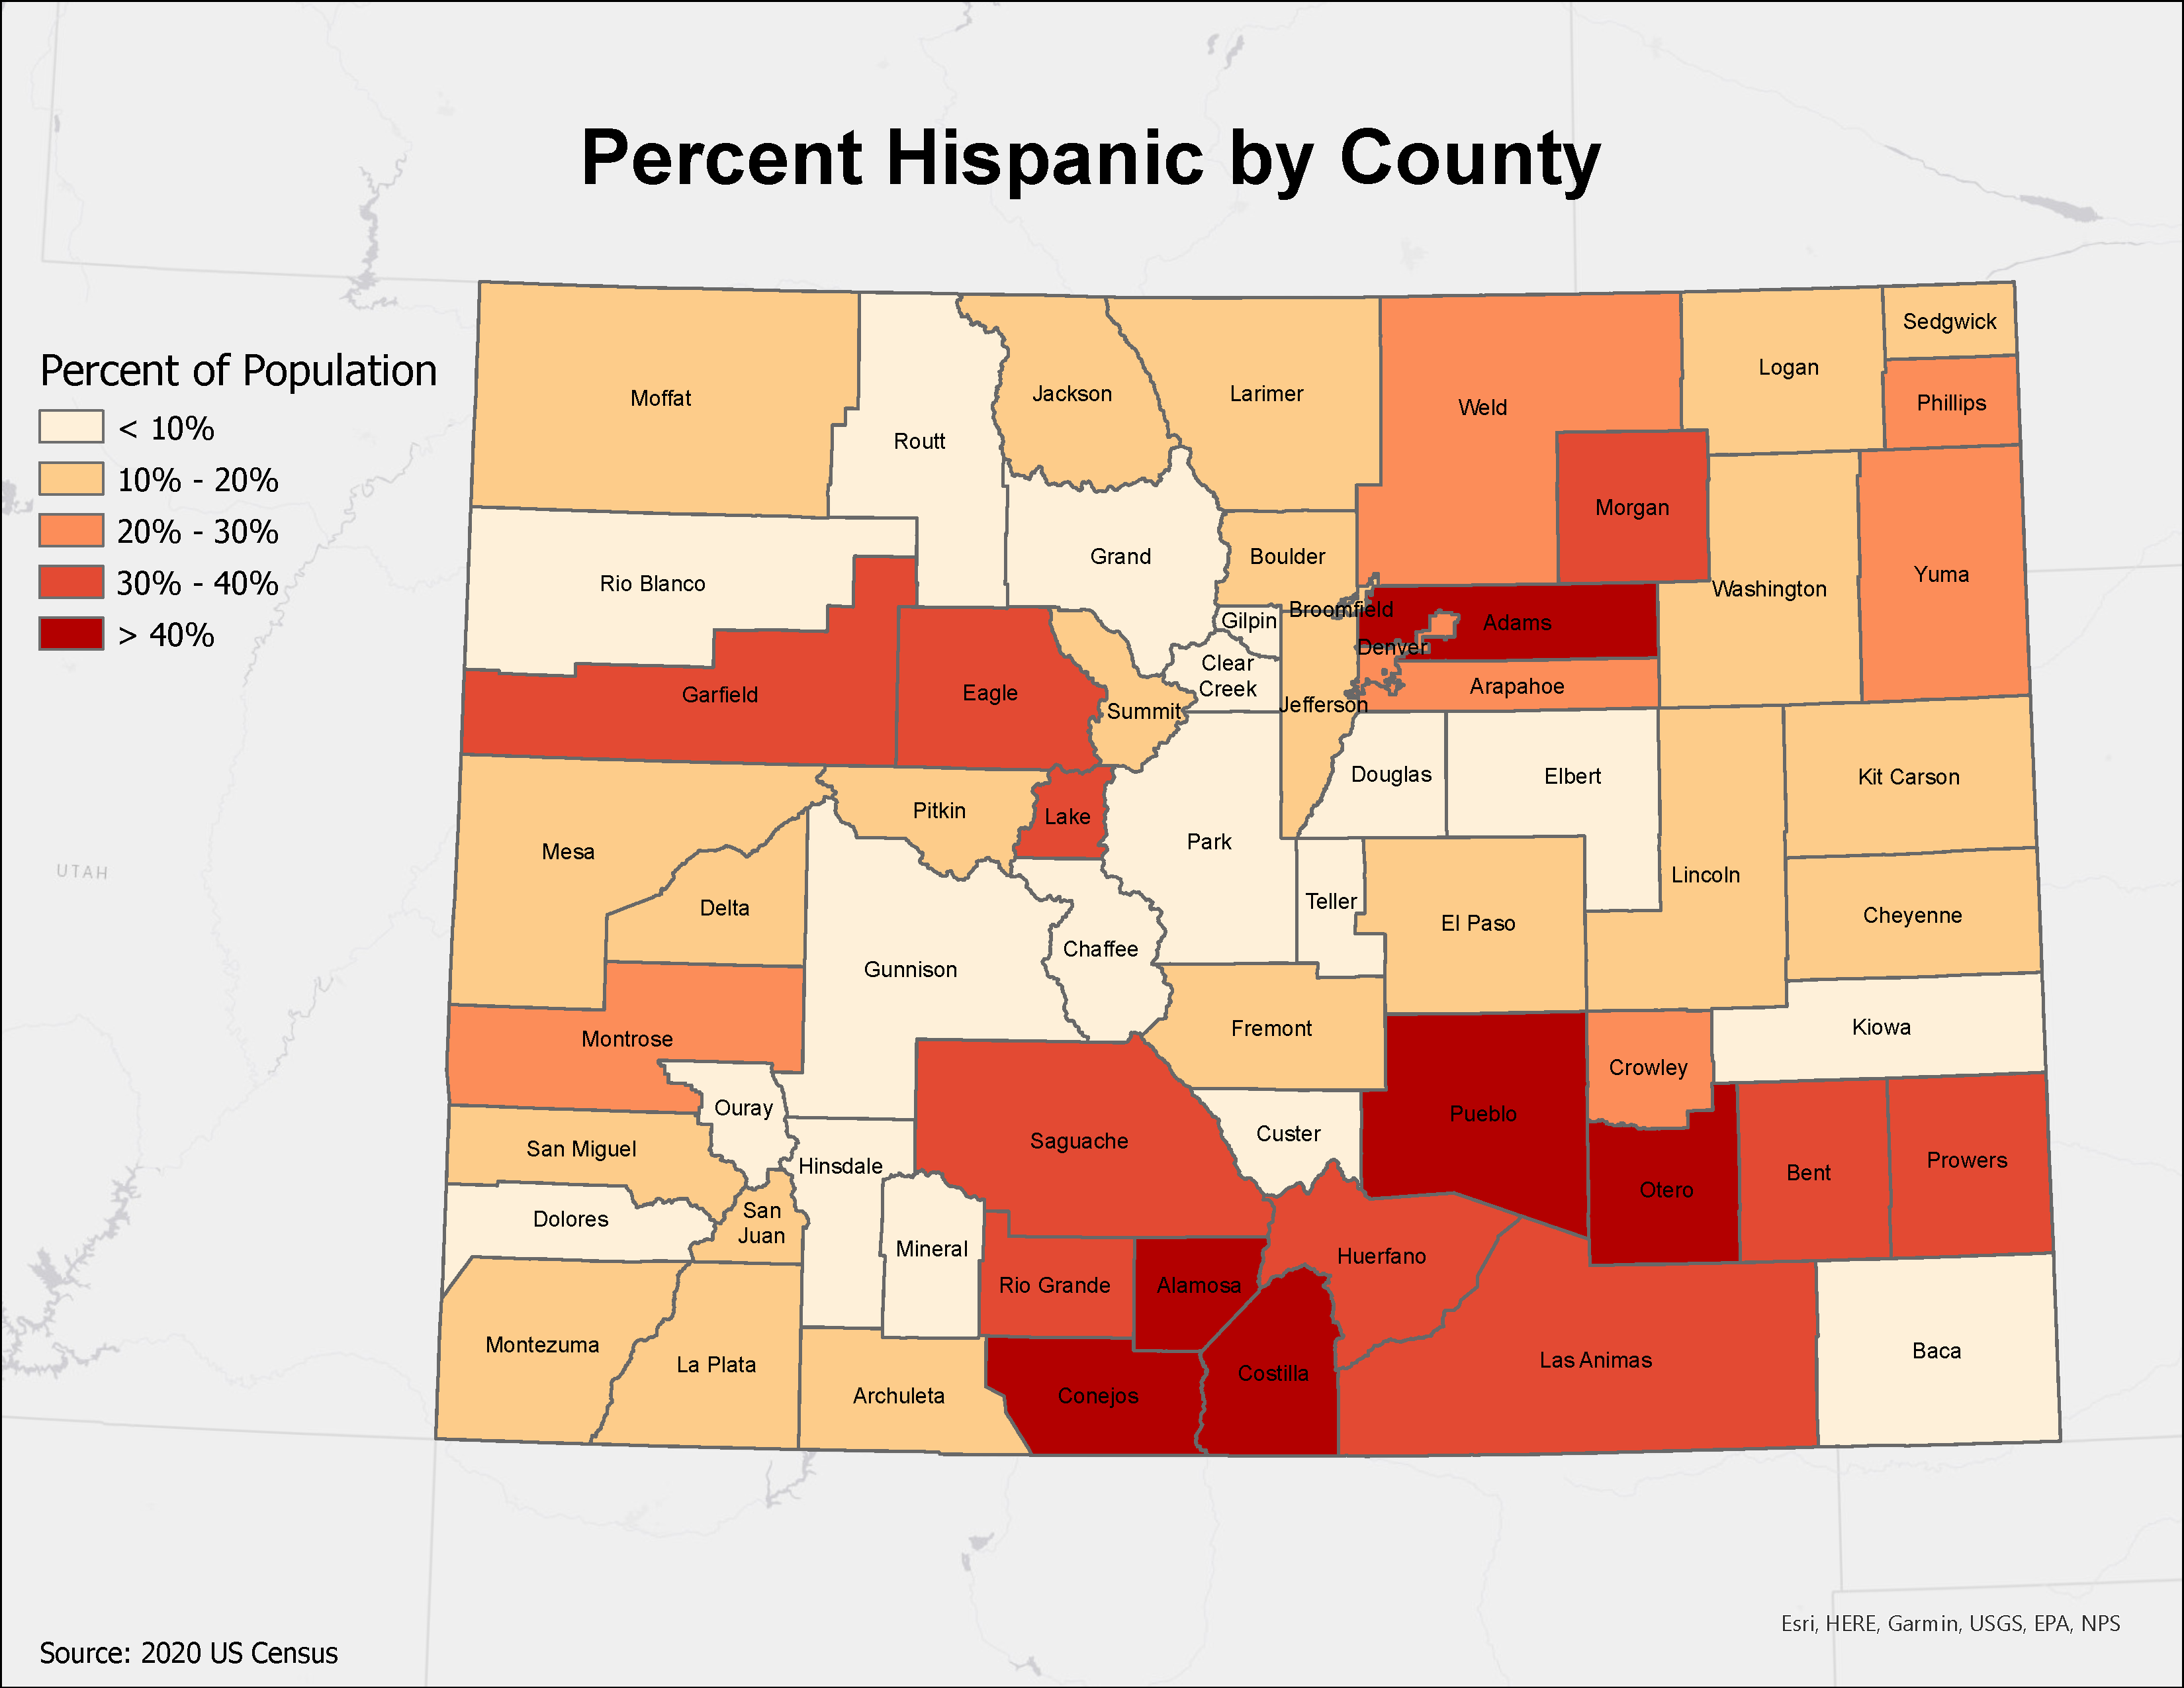 Percent Hispanic by County
Percent of Population
< 10%
10% - 20%
20% - 30%
30% - 40%
> 40%
Sedgwick
Logan
Moffat
Jackson
Larimer
Weld
Phillips
Routt
Morgan
Grand
Boulder
Yuma
Rio Blanco
Washington
Broomfield
Gilpin
Adams
Denver
Clear
Creek
Garfield
Eagle
Arapahoe
Summit
Jefferson
Douglas
Elbert
Kit Carson
Pitkin
Lake
Park
Mesa
UTAH
Lincoln
Teller
Delta
El Paso
Cheyenne
Chaffee
Gunnison
Fremont
Kiowa
Montrose
Crowley
Ouray
Pueblo
Custer
Saguache
San Miguel
Hinsdale
Prowers
Bent
Otero
Dolores
San
Juan
Mineral
Huerfano
Rio Grande
Alamosa
Montezuma
Baca
Las Animas
La Plata
Costilla
Archuleta
Conejos
Esri, HERE, Garmin, USGS, EPA, NPS
Source: 2020 US Census